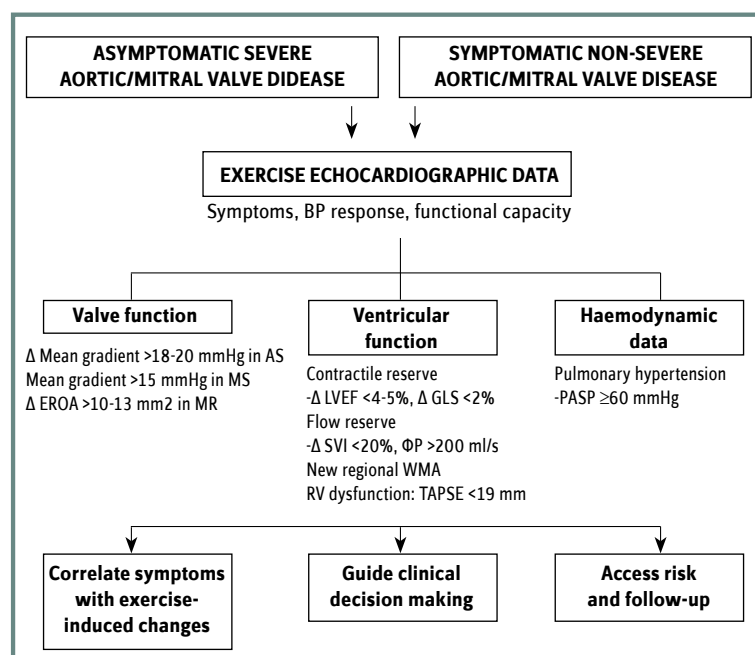 ASYMPTOMATIC SEVERE
AORTIC/MITRAL VALVE DIDEASE
SYMPTOMATIC NON-SEVERE
AORTIC/MITRAL VALVE DISEASE
EXERCISE ECHOCARDIOGRAPHIC DATA
Symptoms, BP response, functional capacity
Valve function
Δ Mean gradient >18-20 mmHg in AS
Mean gradient >15 mmHg in MS
Δ EROA >10-13 mm2 in MR
Ventricular
function
Contractile reserve
-Δ LVEF <4-5%, Δ GLS <2%
Flow reserve
-Δ SVI <20%, ΦP >200 ml/s
New regional WMA
RV dysfunction: TAPSE <19 mm
Haemodynamic
data
Pulmonary hypertension
-PASP ≥60 mmHg
Correlate symptoms
with exercise-
induced changes
Guide clinical
decision making
Access risk
and follow-up